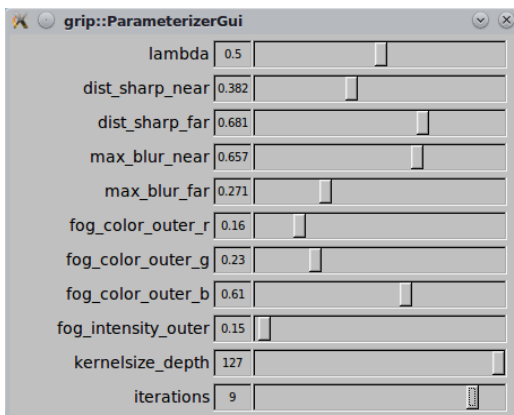 grip::ParameterizerGui
lambda 0.5
dist_sharp_near 0.382
dist_sharp_far 0.681
max_blur_near 0.657
max_blur_far 0.271
fog_color_outer_r 0.16
fog_color_outer_g 0.23
fog_color_outer_b 0.61
fog_intensity_outer 0.15
kernelsize_depth 127
iterations 9